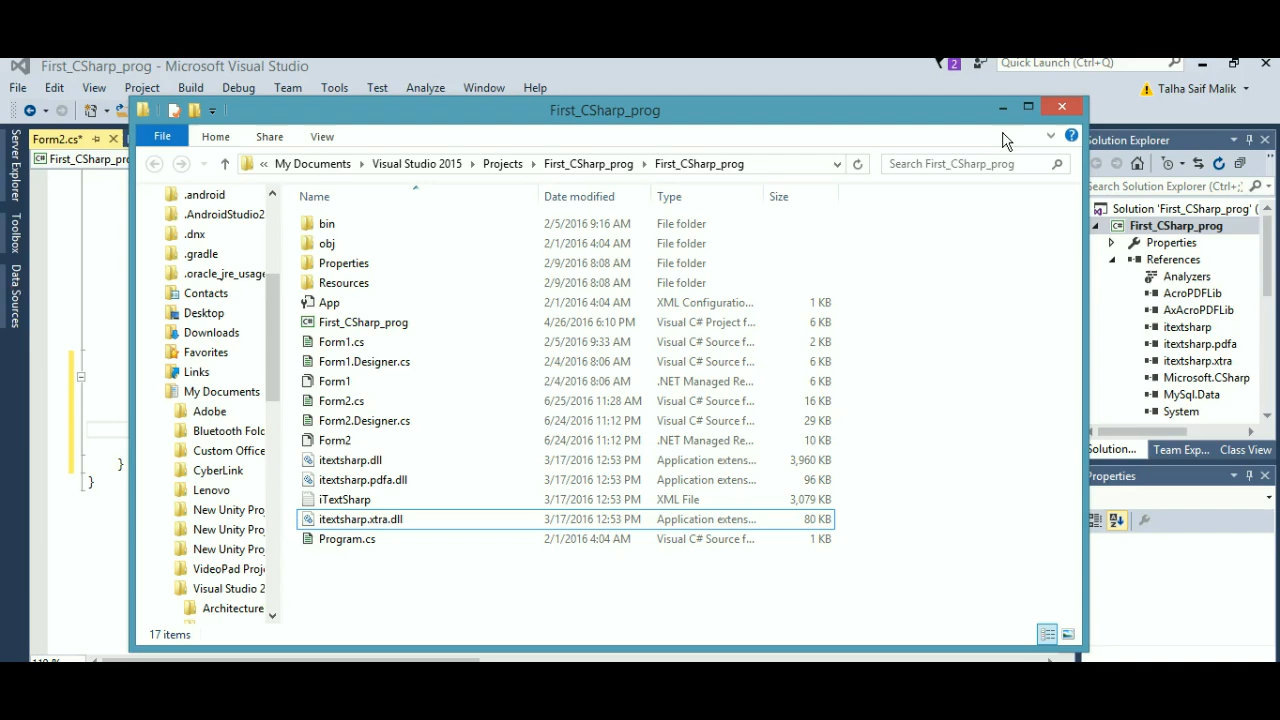 First_CSharp_prog - Microsoft Visual Studio
2
Quick Launch (Ctrl+Q)
File Edit View Project Build Debug Team Tools Test Analyze Window Help
Talha Saif Malik
First_CSharp_prog
Form2.cs*
First_CSharp_pro
Server Explorer
Toolbox
Data Sources
File Home Share View
« My Documents Visual Studio 2015 Projects First_CSharp_prog First_CSharp_prog
Search First_CSharp_prog
.android
.AndroidStudio2
.dnx
.gradle
.oracle_jre_usage
Contacts
Desktop
Downloads
Favorites
Links
My Documents
Adobe
Bluetooth Fold
Custom Office
CyberLink
Lenovo
New Unity Proj
New Unity Proj
New Unity Proj
VideoPad Proje
Visual Studio 2
Architecture
Name Date modified Type Size
bin 2/5/2016 9:16 AM File folder
obj 2/1/2016 4:04 AM File folder
Properties 2/9/2016 8:08 AM File folder
Resources 2/9/2016 8:08 AM File folder
App 2/1/2016 4:04 AM XML Configuratio... 1 KB
First_CSharp_prog 4/26/2016 6:10 PM Visual C# Project f... 6 KB
Form1.cs 2/5/2016 9:33 AM Visual C# Source f... 2 KB
Form1.Designer.cs 2/4/2016 8:06 AM Visual C# Source f... 6 KB
Form1 2/4/2016 8:06 AM .NET Managed Re... 6 KB
Form2.cs 6/25/2016 11:28 AM Visual C# Source f... 16 KB
Form2.Designer.cs 6/24/2016 11:12 PM Visual C# Source f... 29 KB
Form2 6/24/2016 11:12 PM .NET Managed Re... 10 KB
itextsharp.dll 3/17/2016 12:53 PM Application extens... 3,960 KB
itextsharp.pdfa.dll 3/17/2016 12:53 PM Application extens... 96 KB
iTextSharp 3/17/2016 12:53 PM XML File 3,079 KB
itextsharp.xtra.dll 3/17/2016 12:53 PM Application extens... 80 KB
Program.cs 2/1/2016 4:04 AM Visual C# Source f... 1 KB
17 items
}
}
Solution Explorer
Search Solution Explorer (Ctrl+;)
Solution 'First_CSharp_prog' (
First_CSharp_prog
Properties
References
Analyzers
AcroPDFLib
AxAcroPDFLib
itextsharp
itextsharp.pdfa
itextsharp.xtra
Microsoft.CSharp
MySql.Data
System
Solution... Team Exp... Class View
Properties